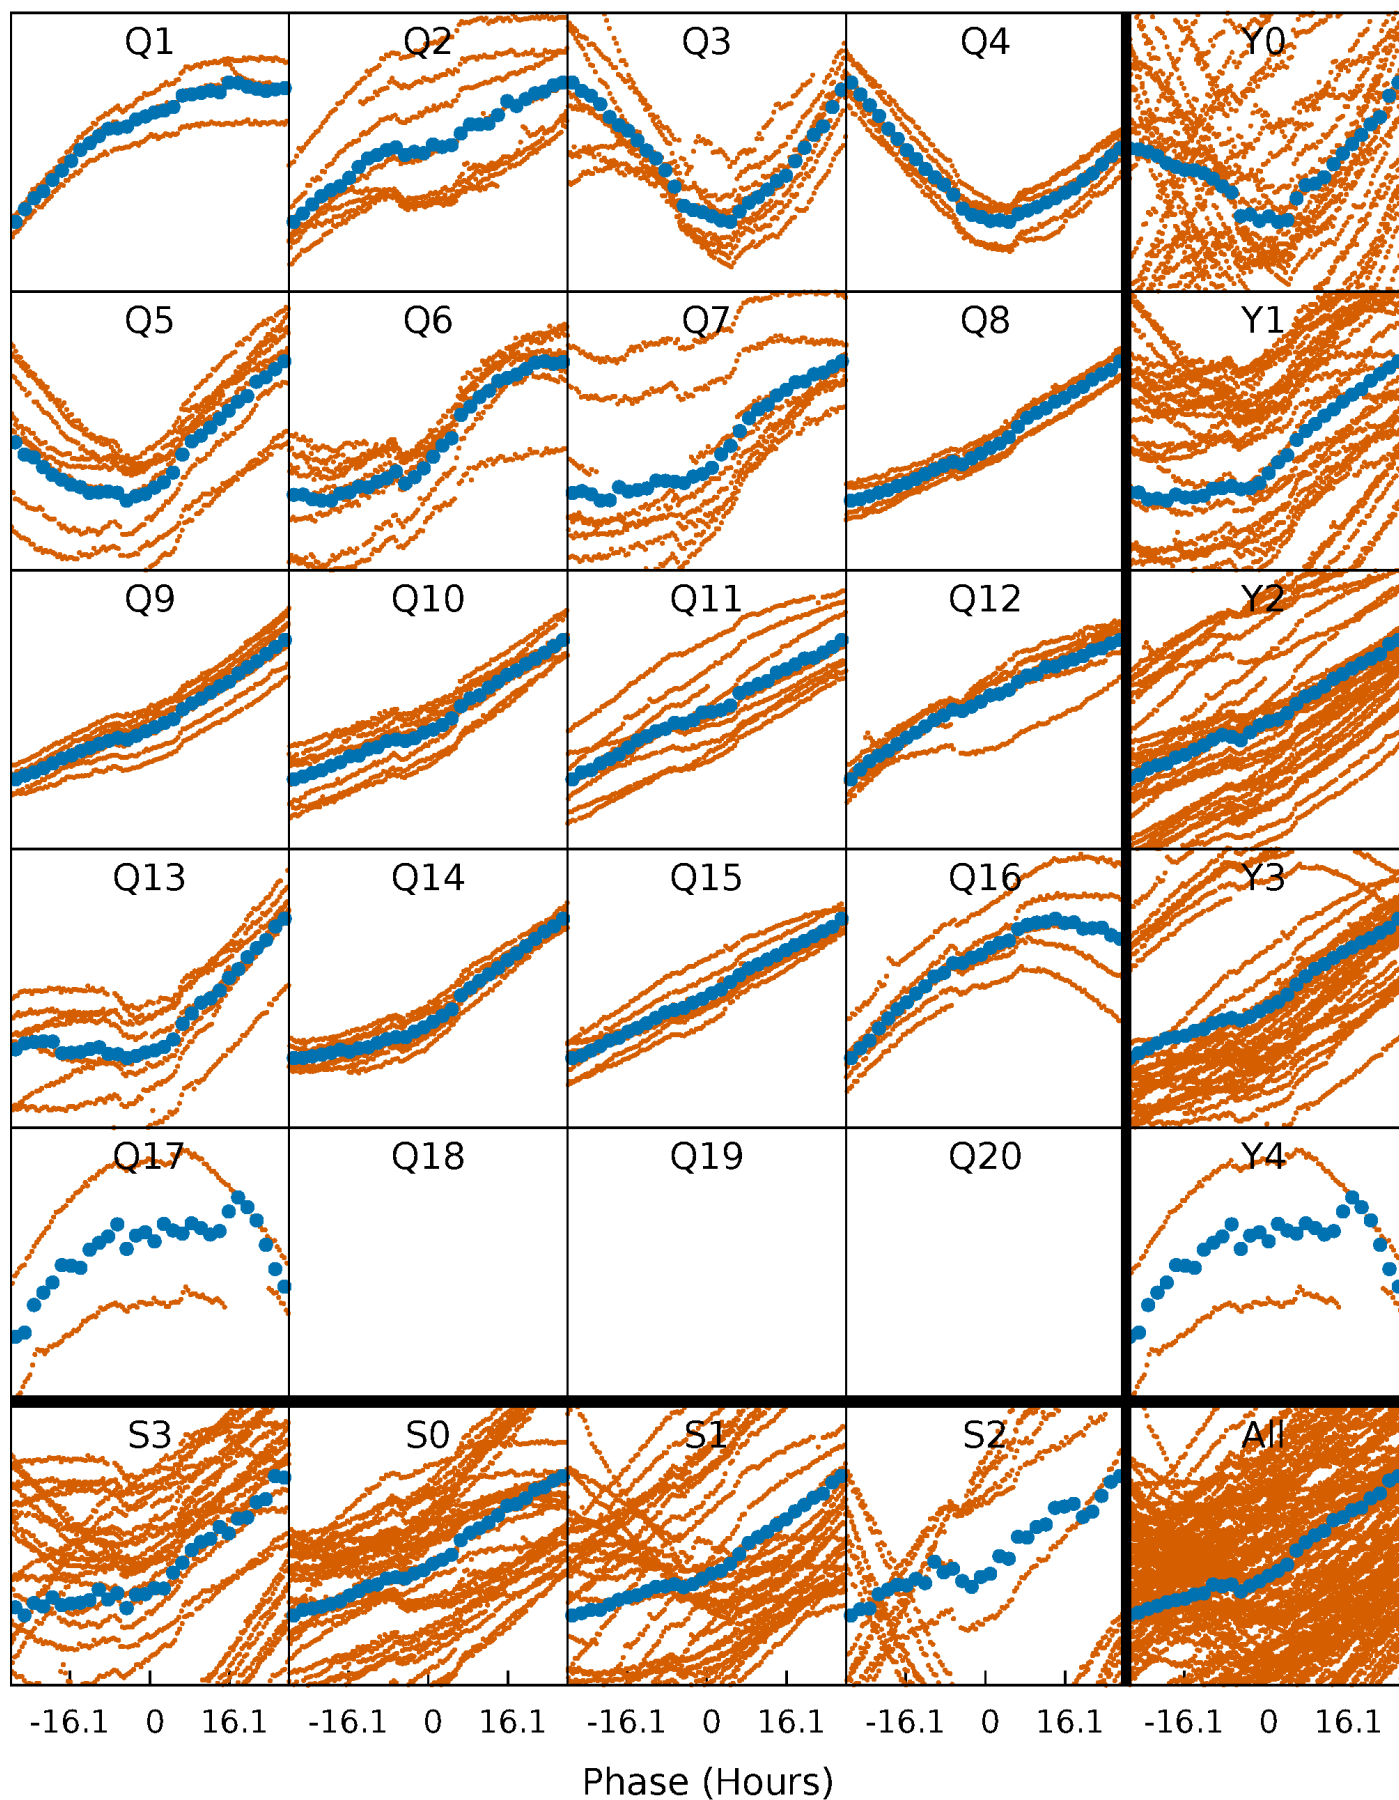 Q1 Q2 Q3 Q4 Y0
Q5 Q6 Q7 Q8 Y1
Q9 Q10 Q11 Q12 Y2
Q13 Q14 Q15 Q16 Y3
Q17 Q18 Q19 Q20 Y4
S3 S0 S1 S2 All
-16.1 0 16.1 -16.1 0 16.1 -16.1 0 16.1 -16.1 0 16.1 -16.1 0 16.1
Phase (Hours)